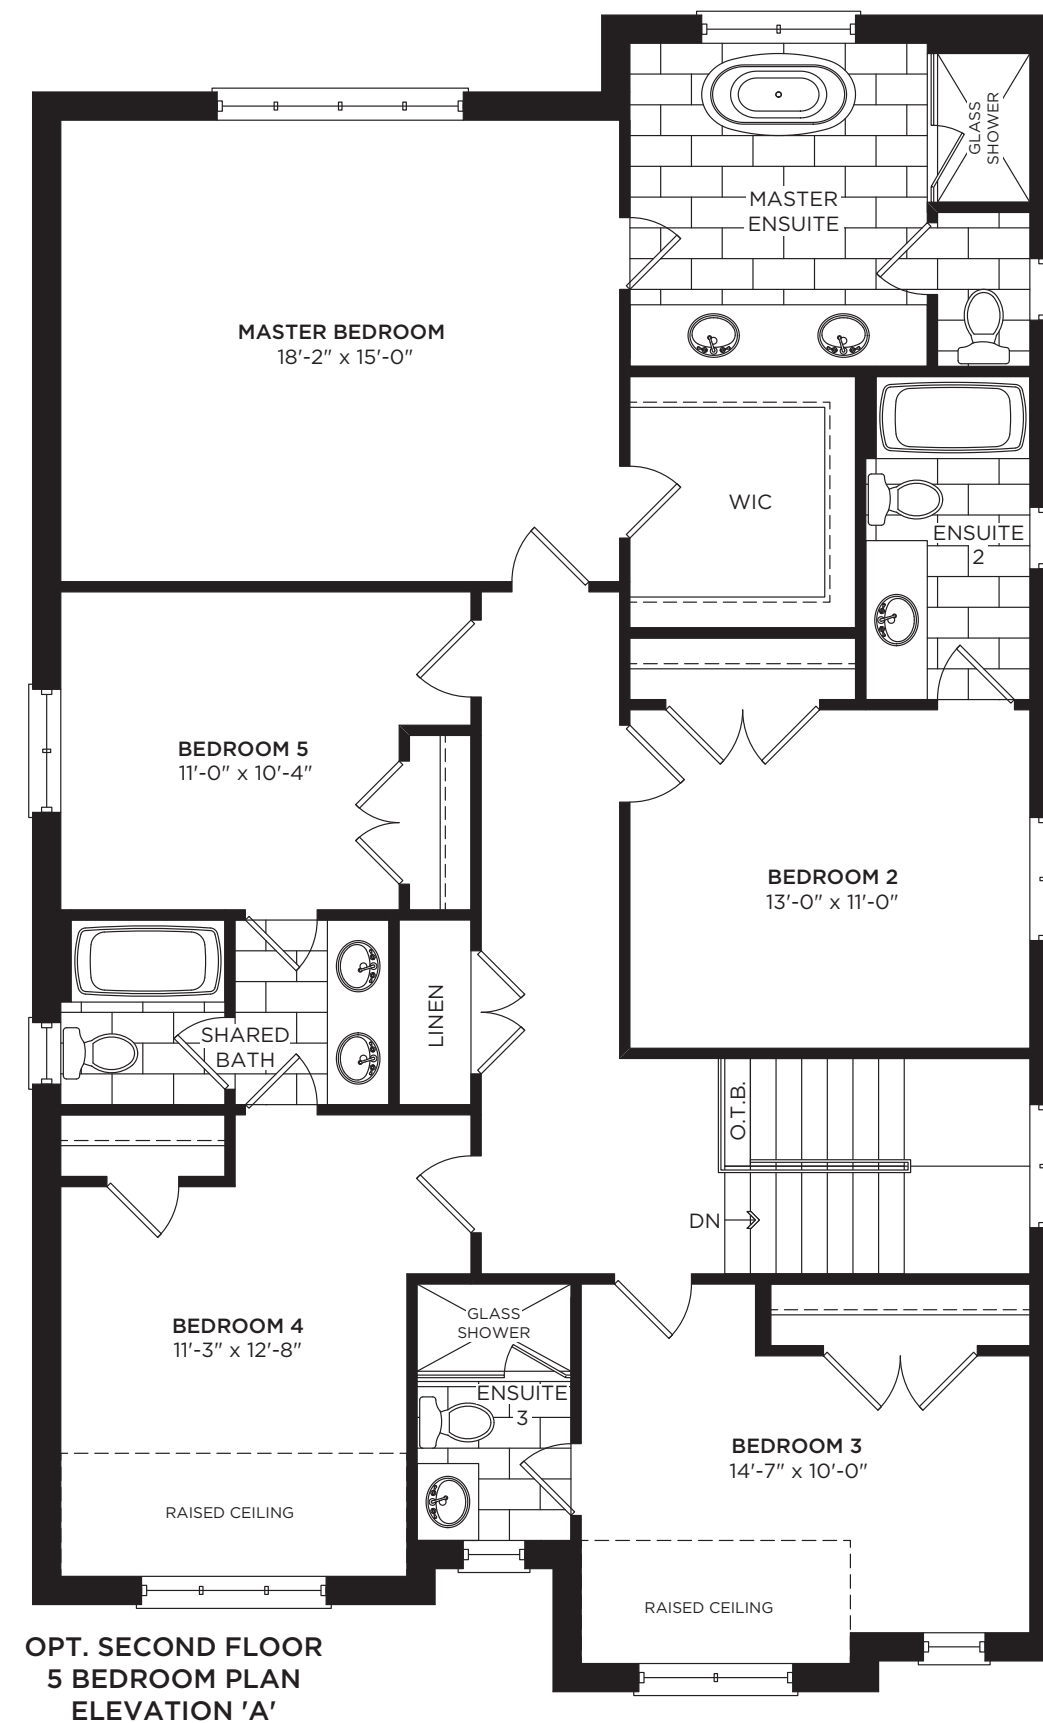 GLASS
SHOWER
MASTER
ENSUITE
MASTER BEDROOM
18'-2" x 15'-0"
WIC
ENSUITE
2
BEDROOM 5
11'-0" x 10'-4"
BEDROOM 2
13'-0" x 11'-0"
LINEN
SHARED
BATH
O.T.B.
DN
BEDROOM 4
11'-3" x 12'-8"
GLASS
SHOWER
ENSUITE
3
BEDROOM 3
14'-7" x 10'-0"
RAISED CEILING
RAISED CEILING
OPT. SECOND FLOOR
5 BEDROOM PLAN
ELEVATION 'A'